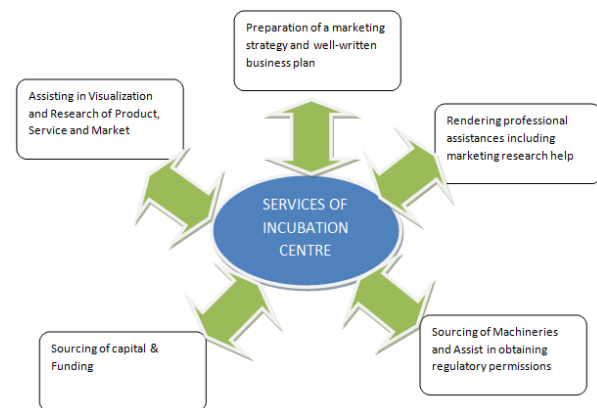 Preparation of a marketing
strategy and well-written
business plan
Assisting in Visualization
and Research of Product,
Service and Market
Rendering professional
assistances including
marketing research help
SERVICES OF
INCUBATION
CENTRE
Sourcing of capital &
Funding
Sourcing of Machineries
and Assist in obtaining
regulatory permissions